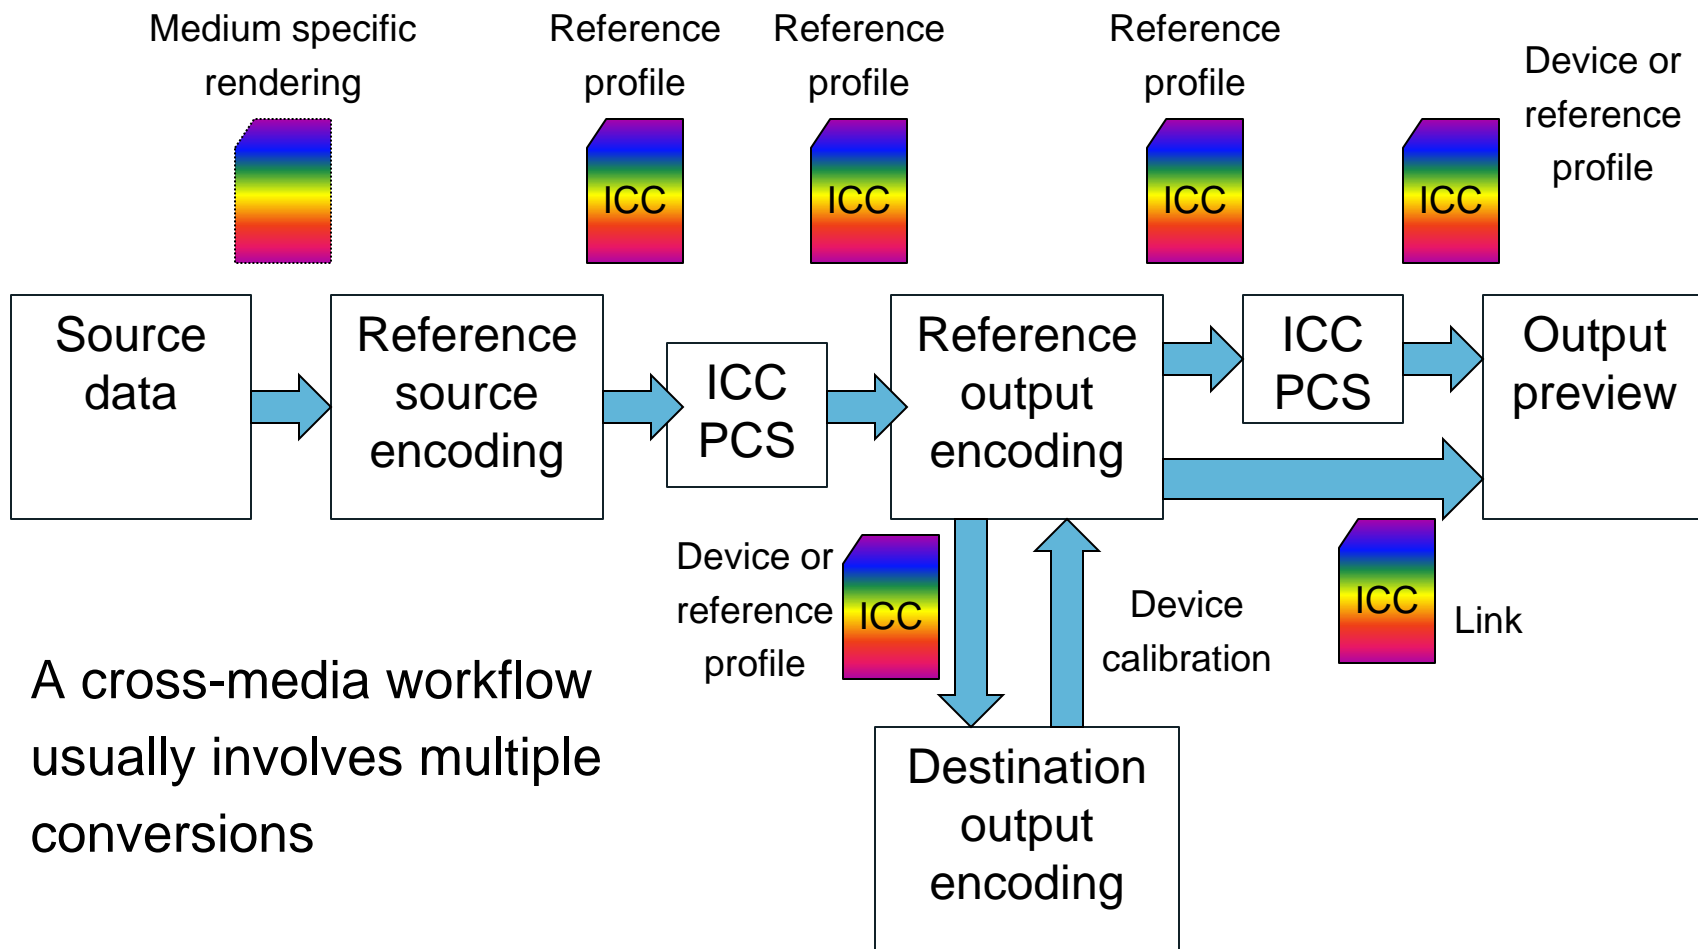 Medium specific
rendering
Reference
profile
Reference
profile
Reference
profile
Device or
reference
profile
ICC
ICC
ICC
ICC
Source
data
Reference
source
encoding
ICC
PCS
Reference
output
encoding
ICC
PCS
Output
preview
Device or
reference
profile
ICC
Device
calibration
ICC
Link
A cross-media workflow
usually involves multiple
conversions
Destination
output
encoding